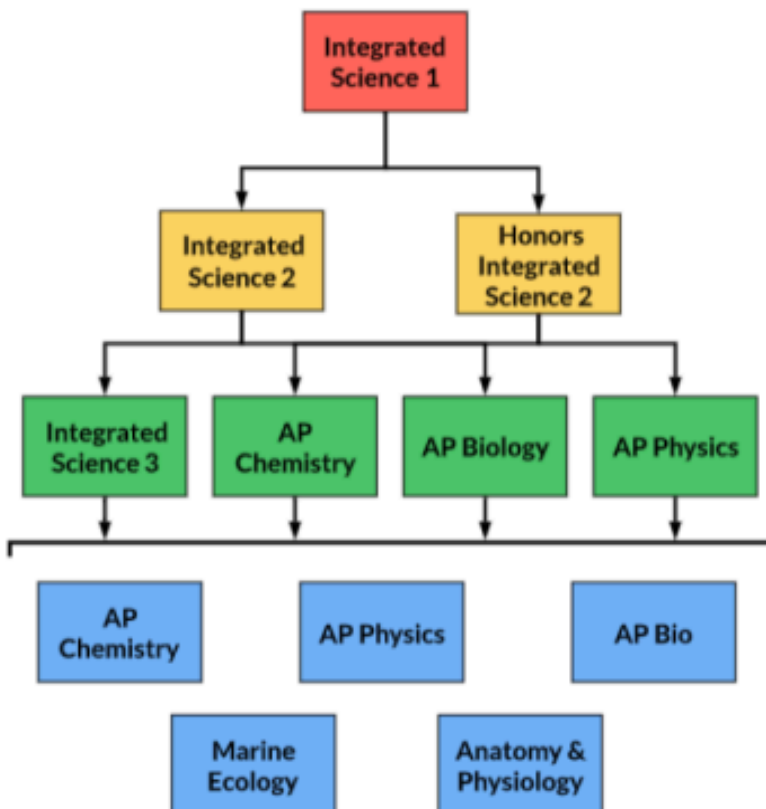 Integrated
Science 1
Integrated
Science 2
Honors
Integrated
Science 2
Integrated
Science 3
AP
Chemistry
AP Biology
AP Physics
AP
Chemistry
AP Physics
AP Bio
Marine
Ecology
Anatomy &
Physiology